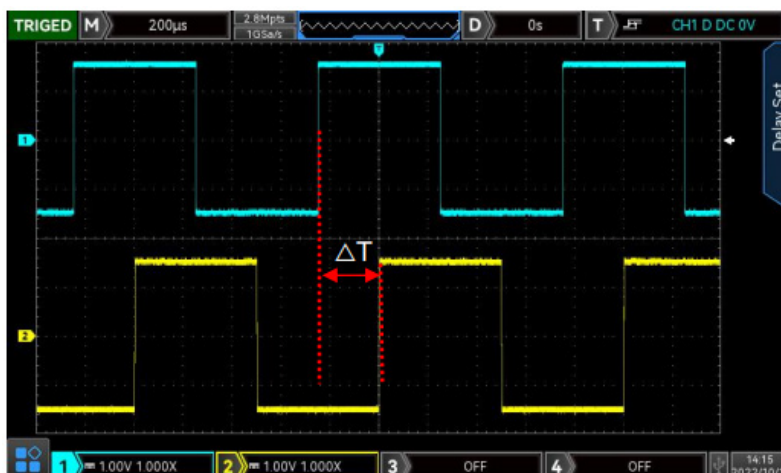 TRIGED M 200μs 2.8Mpts D 0s T CH1 D DC 0V
1GSa/s
T
Delay Set
1
△T
2
1 1.00V 1.000X 2 1.00V 1.000X 3 OFF 4 OFF 14:15